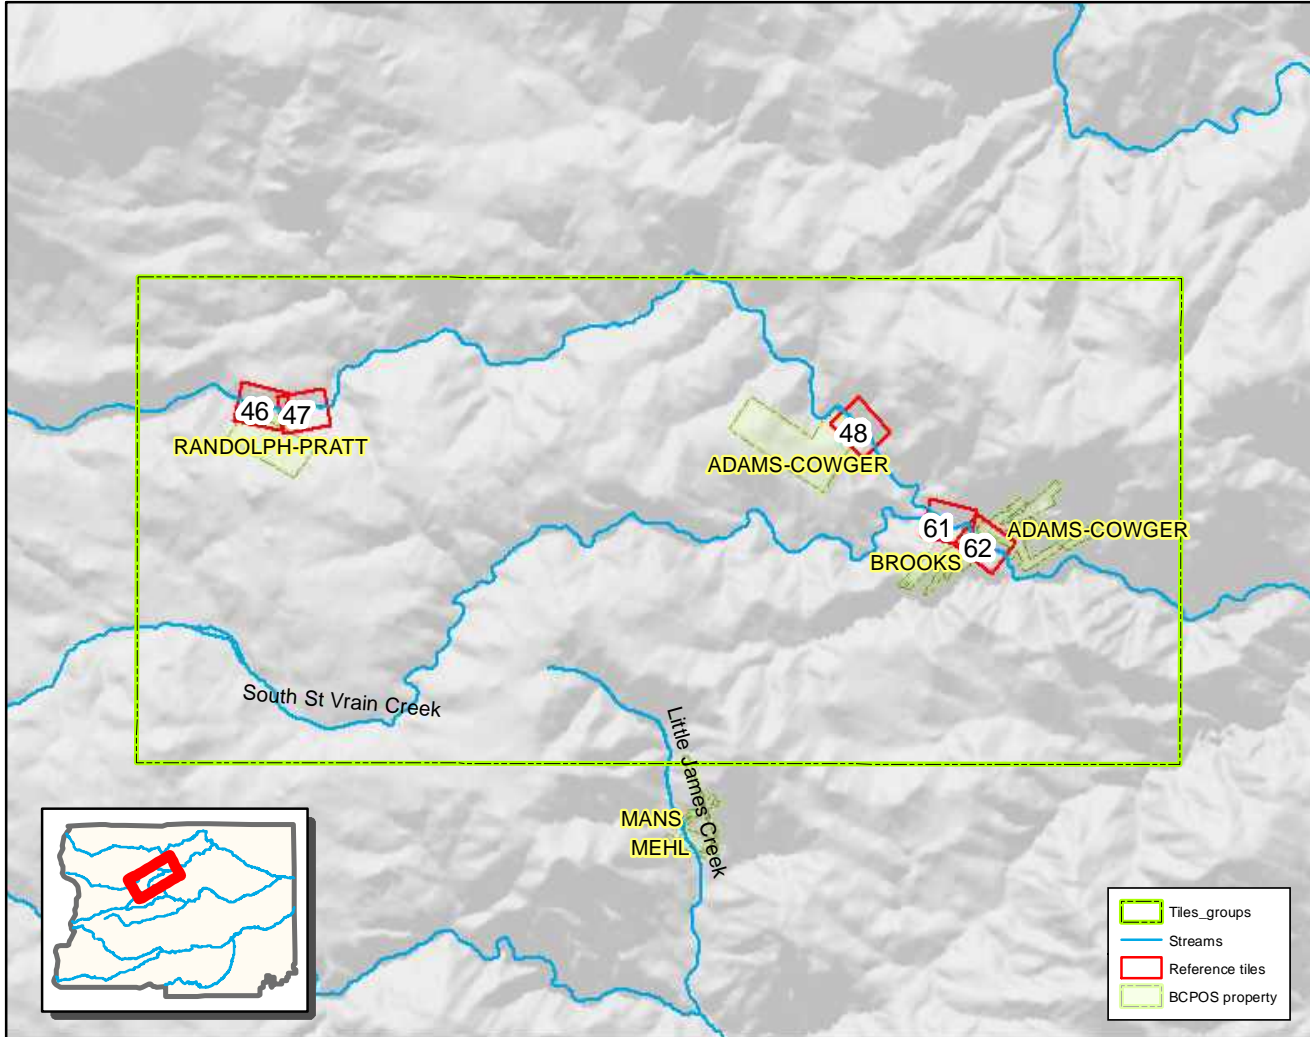 46
47
RANDOLPH-PRATT
48
ADAMS-COWGER
61
62
ADAMS-COWGER
BROOKS
South St Vrain Creek
Little James Creek
MANS
MEHL
Tiles_groups
Streams
Reference tiles
BCPOS property